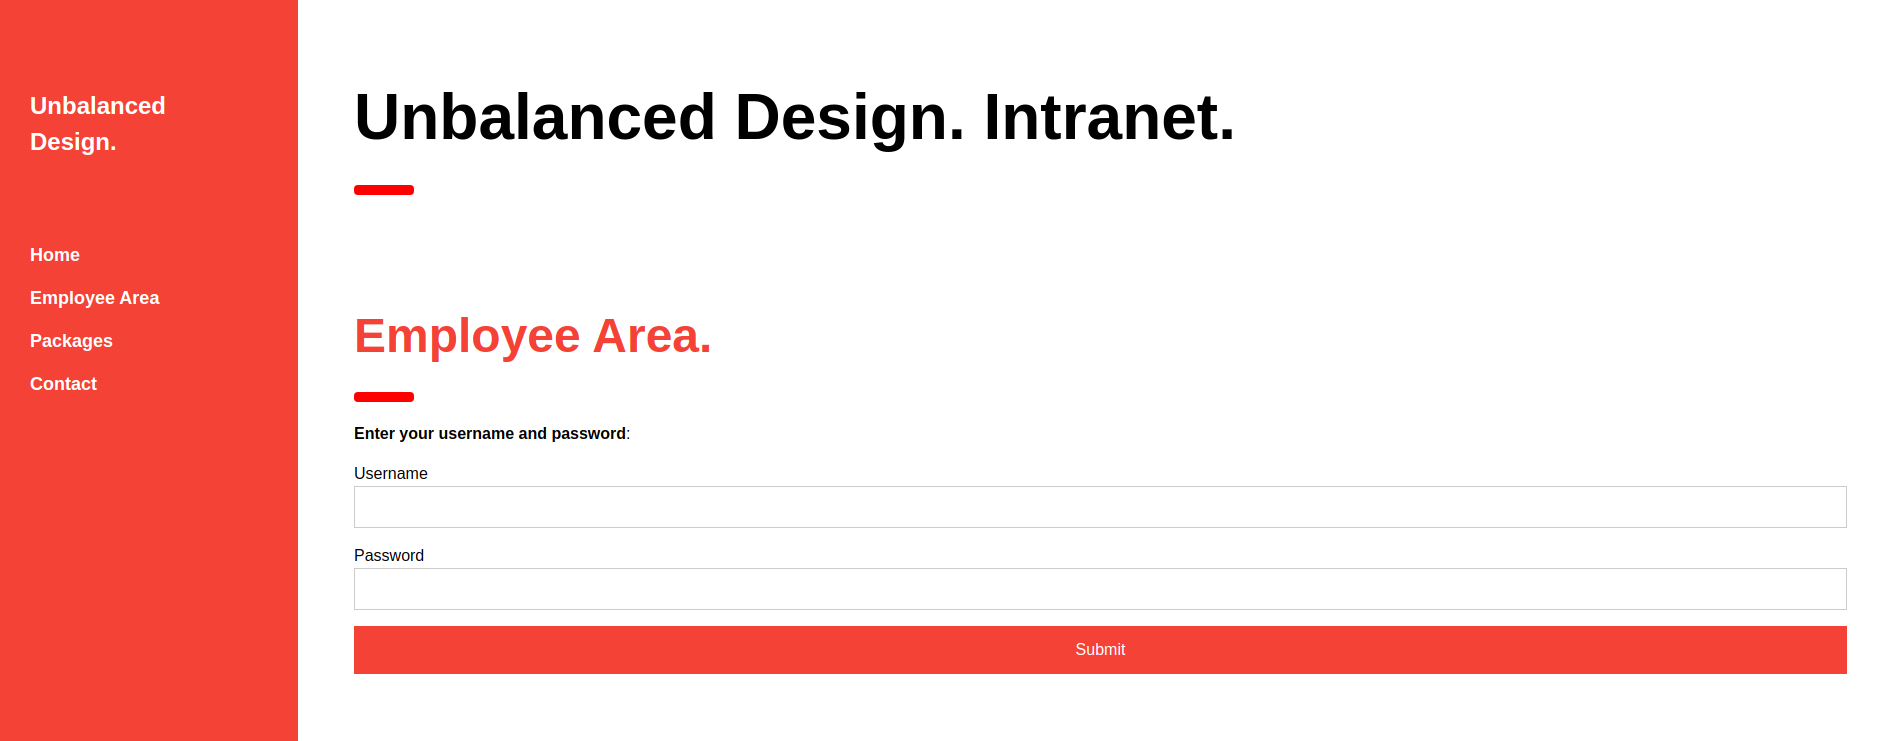 Unbalanced
Design.
Home
Employee Area
Packages
Contact
Unbalanced Design. Intranet.
Employee Area.
Enter your username and password:
Username
Password
Submit